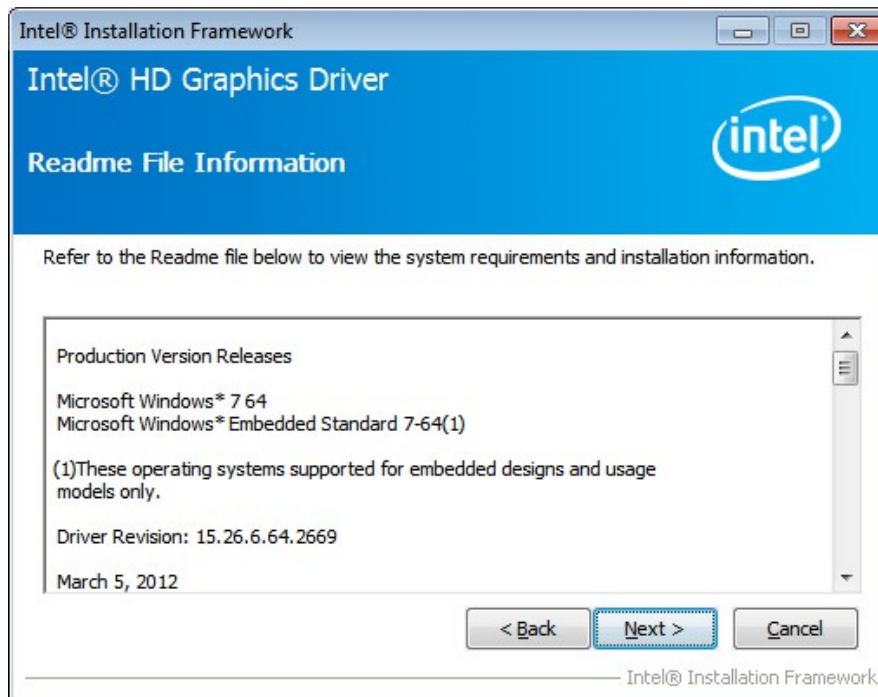 Intel® Installation Framework
Intel® HD Graphics Driver
intel
Readme File Information
Refer to the Readme file below to view the system requirements and installation information.
Production Version Releases
Microsoft Windows* 7 64
Microsoft Windows* Embedded Standard 7-64(1)
(1)These operating systems supported for embedded designs and usage
models only.
Driver Revision: 15.26.6.64.2669
March 5, 2012
< Back
Next >
Cancel
Intel® Installation Framework